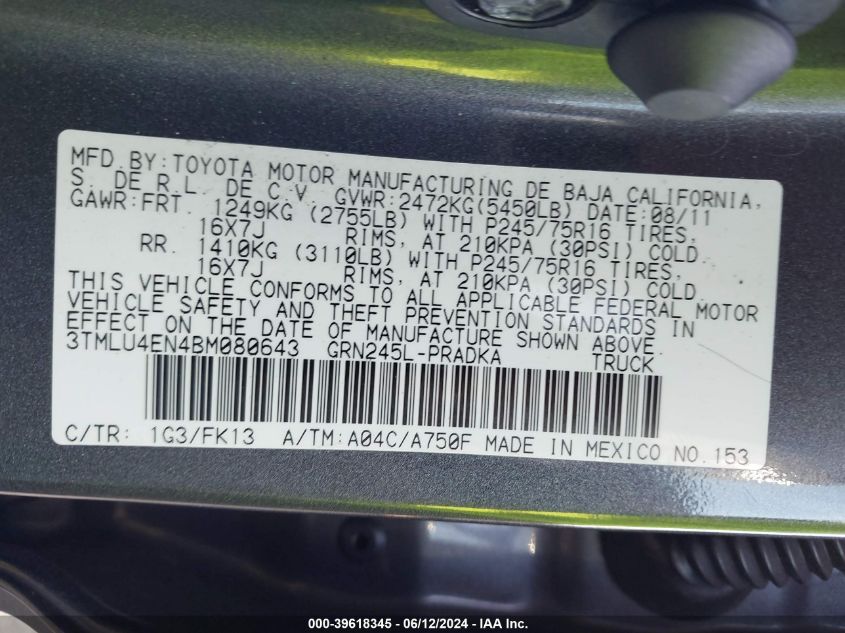 MFD.BY:TOYOTA MOTOR MANUFACTURING DE BAJA CALIFORNIA,
S. DE R.L. DE C.V. GVWR:2472KG(5450LB) DATE:08/11
GAWR:FRT. 1249KG (2755LB) WITH P245/75R16 TIRES,
16X7J RIMS, AT 210KPA (30PSI) COLD.
RR. 1410KG (3110LB) WITH P245/75R16 TIRES,
16X7J RIMS, AT 210KPA (30PSI) COLD.
THIS VEHICLE CONFORMS TO ALL APPLICABLE FEDERAL MOTOR
VEHICLE SAFETY AND THEFT PREVENTION STANDARDS IN
EFFECT ON THE DATE OF MANUFACTURE SHOWN ABOVE.
3TMLU4EN4BM080643 GRN245L-PRADKA TRUCK
C/TR: 1G3/FK13 A/TM:A04C/A750F MADE IN MEXICO NO.153
000-39618345 - 06/12/2024 - IAA Inc.